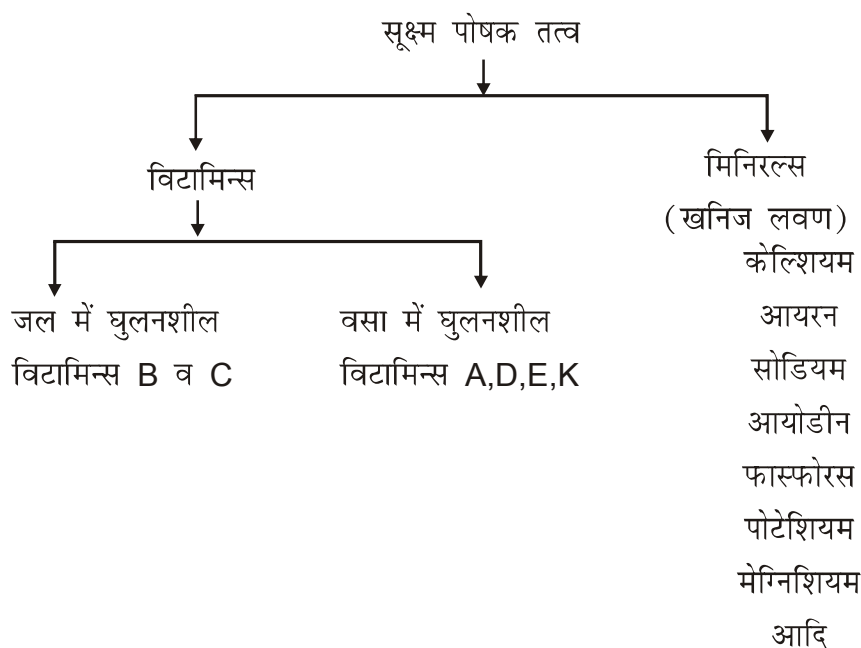 सूक्ष्म पोषक तत्व
विटामिन्स
मिनिरल्स
(खनिज लवण)
जल में घुलनशील
विटामिन्स B व C
वसा में घुलनशील
विटामिन्स A,D,E,K
केल्शियम
आयरन
सोडियम
आयोडीन
फास्फोरस
पोटेशियम
मेग्निशियम
आदि